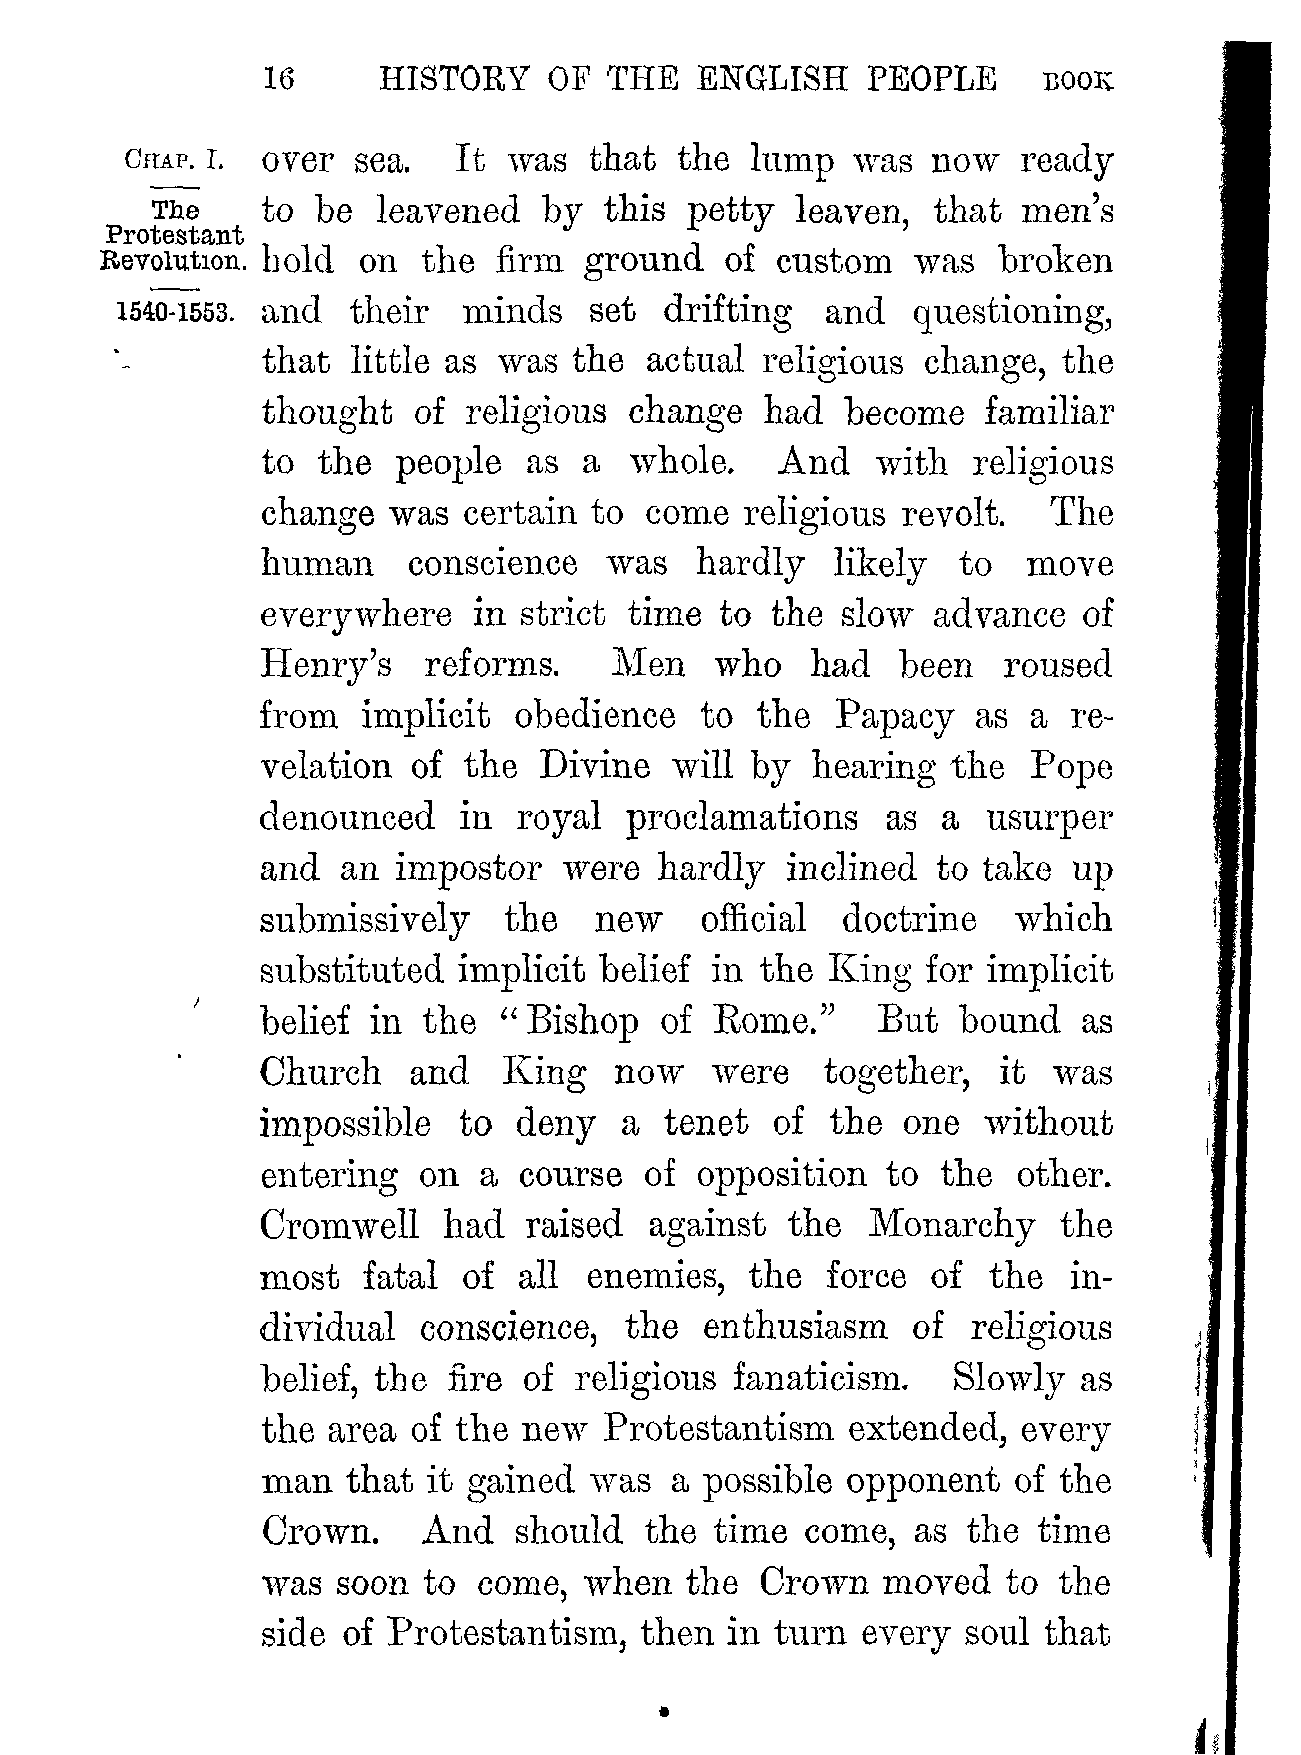 16 HISTORY OF THE ENGLISH PEOPLE BOOK
CHAP. I.
The
Protestant
Revolution.
1540-1553.
over sea. It was that the lump was now ready
to be leavened by this petty leaven, that men's
hold on the firm ground of custom was broken
and their minds set drifting and questioning,
that little as was the actual religious change, the
thought of religious change had become familiar
to the people as a whole. And with religious
change was certain to come religious revolt. The
human conscience was hardly likely to move
everywhere in strict time to the slow advance of
Henry's reforms. Men who had been roused
from implicit obedience to the Papacy as a re-
velation of the Divine will by hearing the Pope
denounced in royal proclamations as a usurper
and an impostor were hardly inclined to take up
submissively the new official doctrine which
substituted implicit belief in the King for implicit
belief in the “Bishop of Rome.” But bound as
Church and King now were together, it was
impossible to deny a tenet of the one without
entering on a course of opposition to the other.
Cromwell had raised against the Monarchy the
most fatal of all enemies, the force of the in-
dividual conscience, the enthusiasm of religious
belief, the fire of religious fanaticism. Slowly as
the area of the new Protestantism extended, every
man that it gained was a possible opponent of the
Crown. And should the time come, as the time
was soon to come, when the Crown moved to the
side of Protestantism, then in turn every soul that